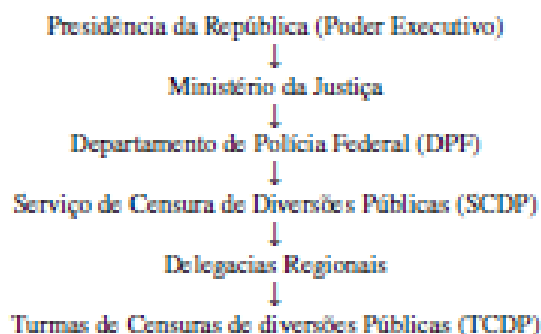 Presidência da República (Poder Executivo)
↓
Ministério da Justiça
↓
Departamento de Polícia Federal (DPF)
↓
Serviço de Censura de Diversões Públicas (SCDP)
↓
Delegacias Regionais
↓
Turmas de Censuras de diversões Públicas (TCDP)